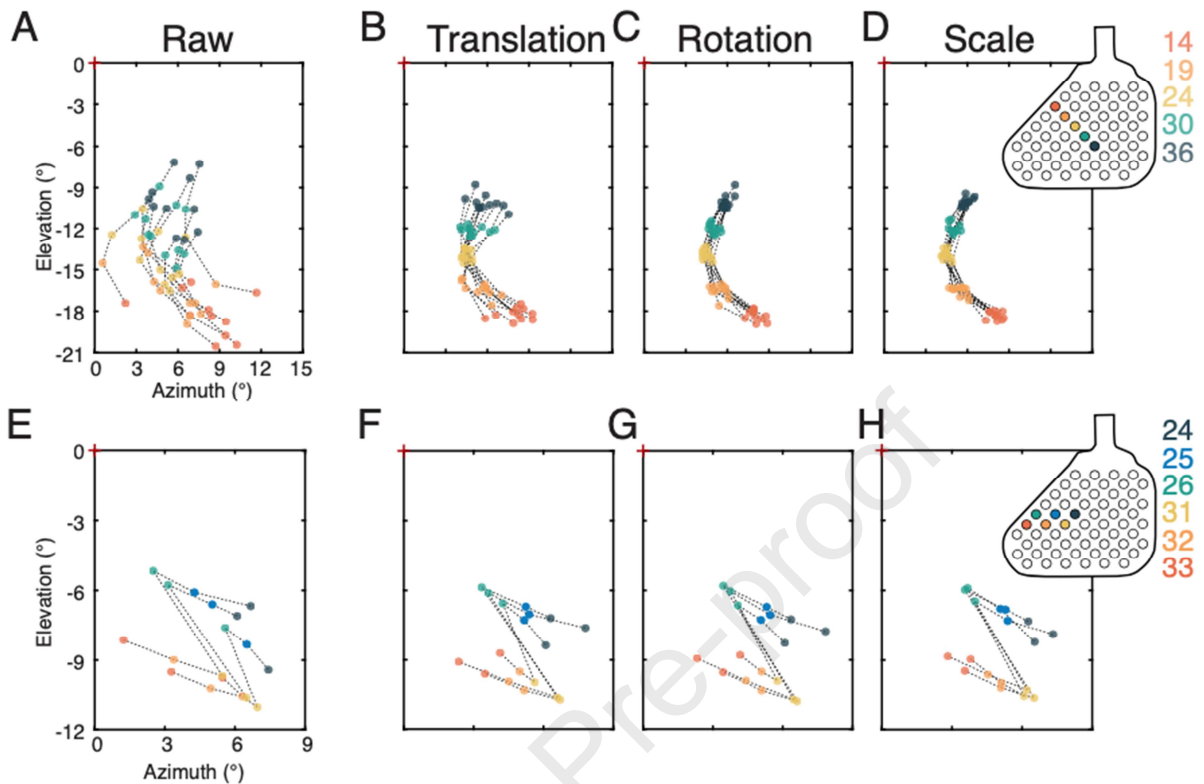 A Raw B Translation C Rotation D Scale
14
19
24
30
36
0
-3
-6
-9
-12
-15
-18
-21
Elevation (°)
0 3 6 9 12 15
Azimuth (°)
E F G H
24
25
26
31
32
33
0
-3
-6
-9
-12
Elevation (°)
0 3 6 9
Azimuth (°)
Pre-proof